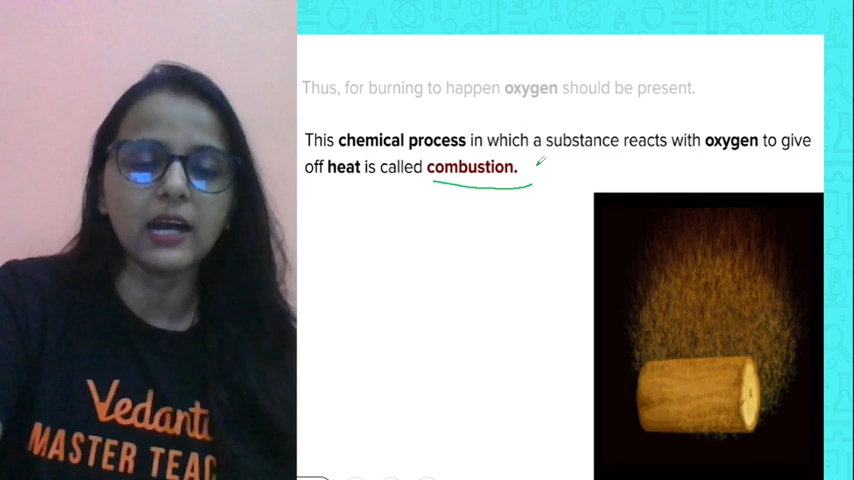 Thus, for burning to happen oxygen should be present.
This chemical process in which a substance reacts with oxygen to give
off heat is called combustion.
Vedant
MASTER TEAC